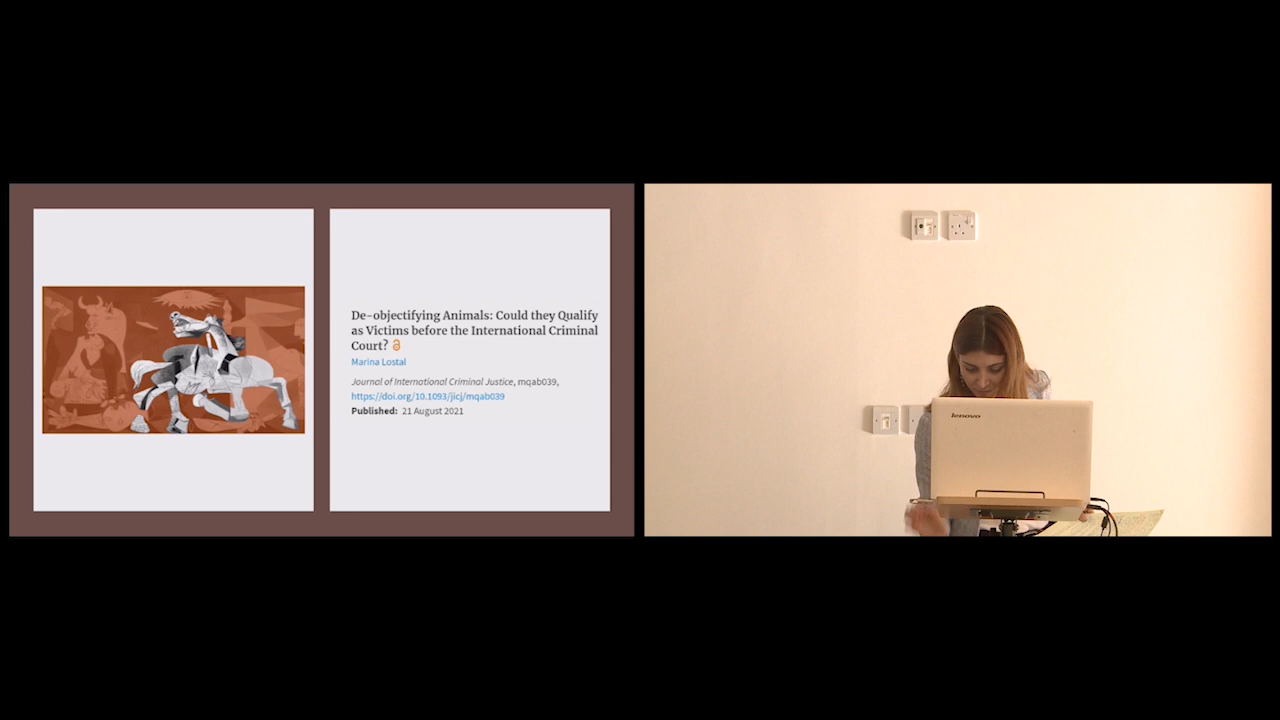 De-objectifying Animals: Could they Qualify
as Victims before the International Criminal
Court?
Marina Lostal
Journal of International Criminal Justice, mqab039,
https://doi.org/10.1093/jicj/mqab039
Published: 21 August 2021
lenovo